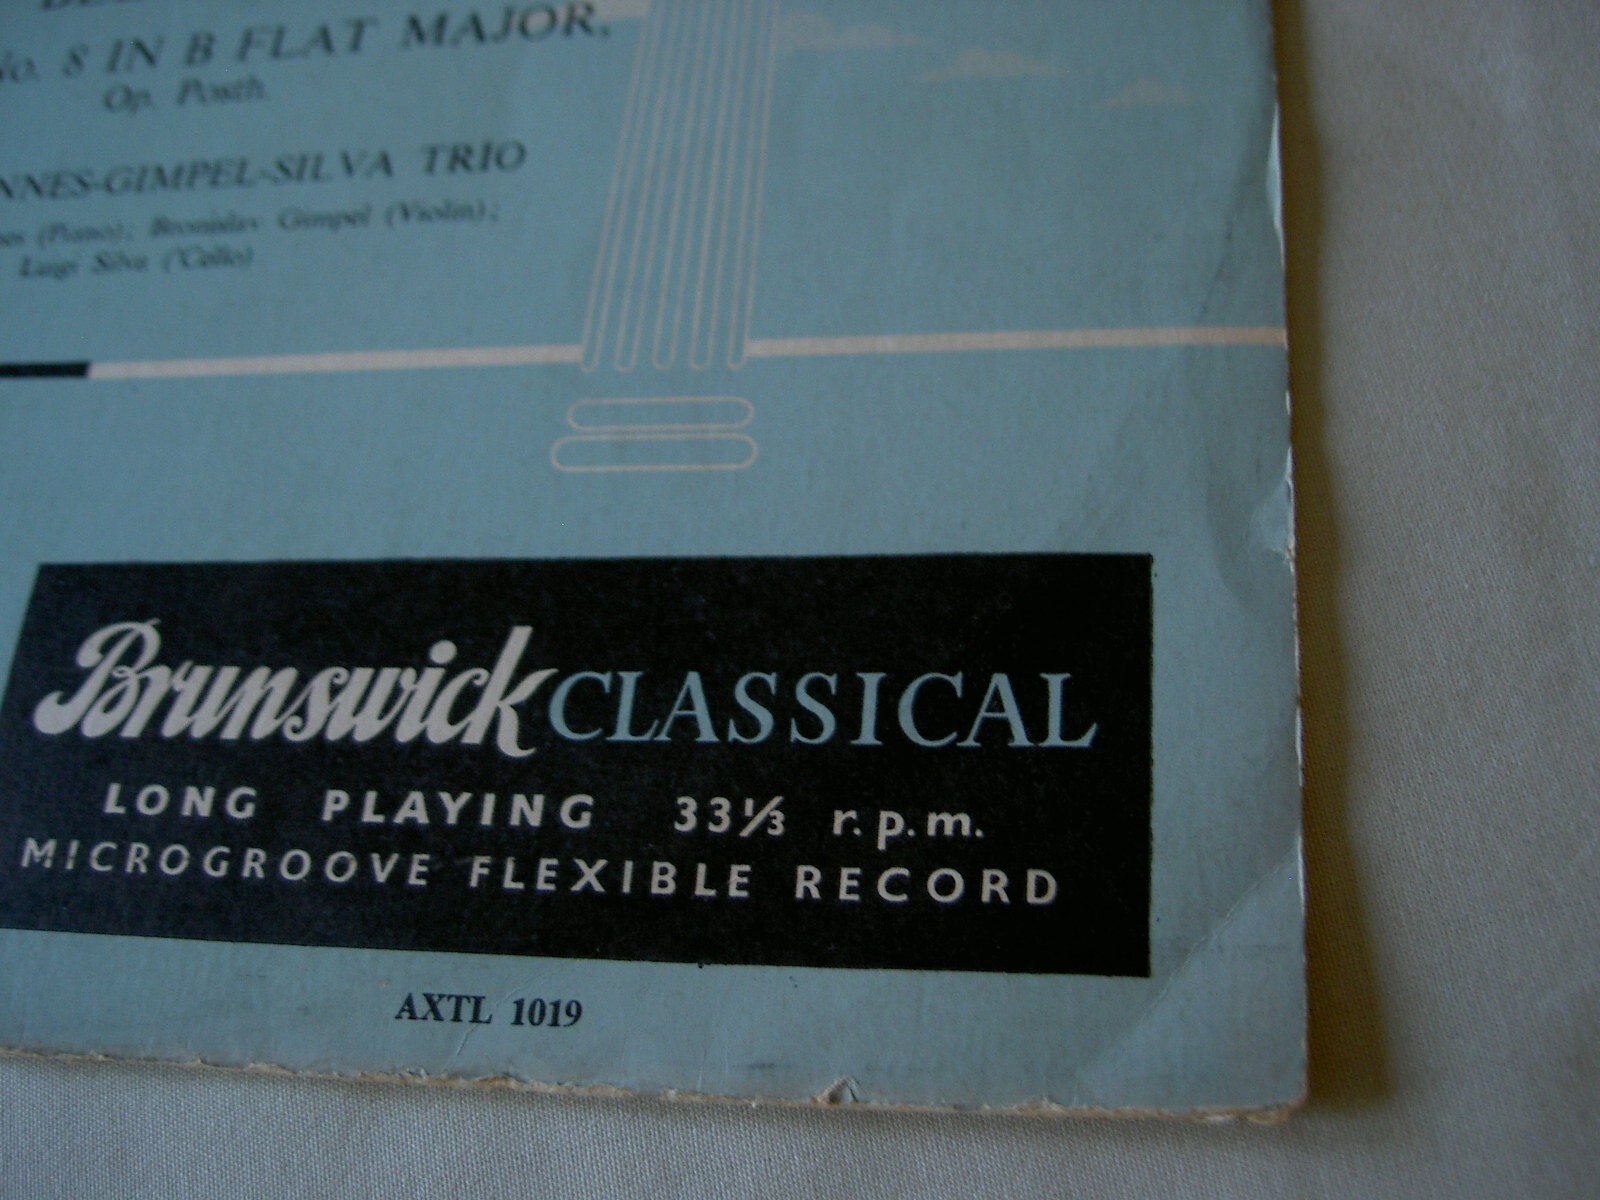 No. 8 IN B FLAT MAJOR,
Op. Posth.
NNES-GIMPEL-SILVA TRIO
(Piano); Bronislav Gimpel (Violin);
Luigi Silva ('Cello)
Brunswick CLASSICAL
LONG PLAYING 33⅓ r.p.m.
MICROGROOVE FLEXIBLE RECORD
AXTL 1019